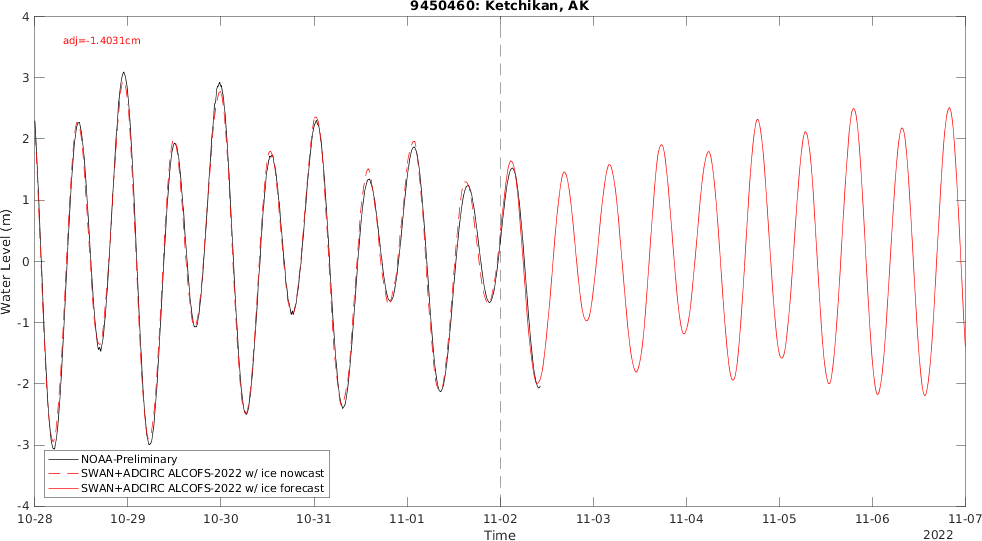 9450460: Ketchikan, AK
adj=-1.4031cm
4
3
2
1
0
-1
-2
-3
-4
Water Level (m)
NOAA-Preliminary
SWAN+ADCIRC ALCOFS-2022 w/ ice nowcast
SWAN+ADCIRC ALCOFS-2022 w/ ice forecast
10-28 10-29 10-30 10-31 11-01 11-02 11-03 11-04 11-05 11-06 11-07
Time
2022